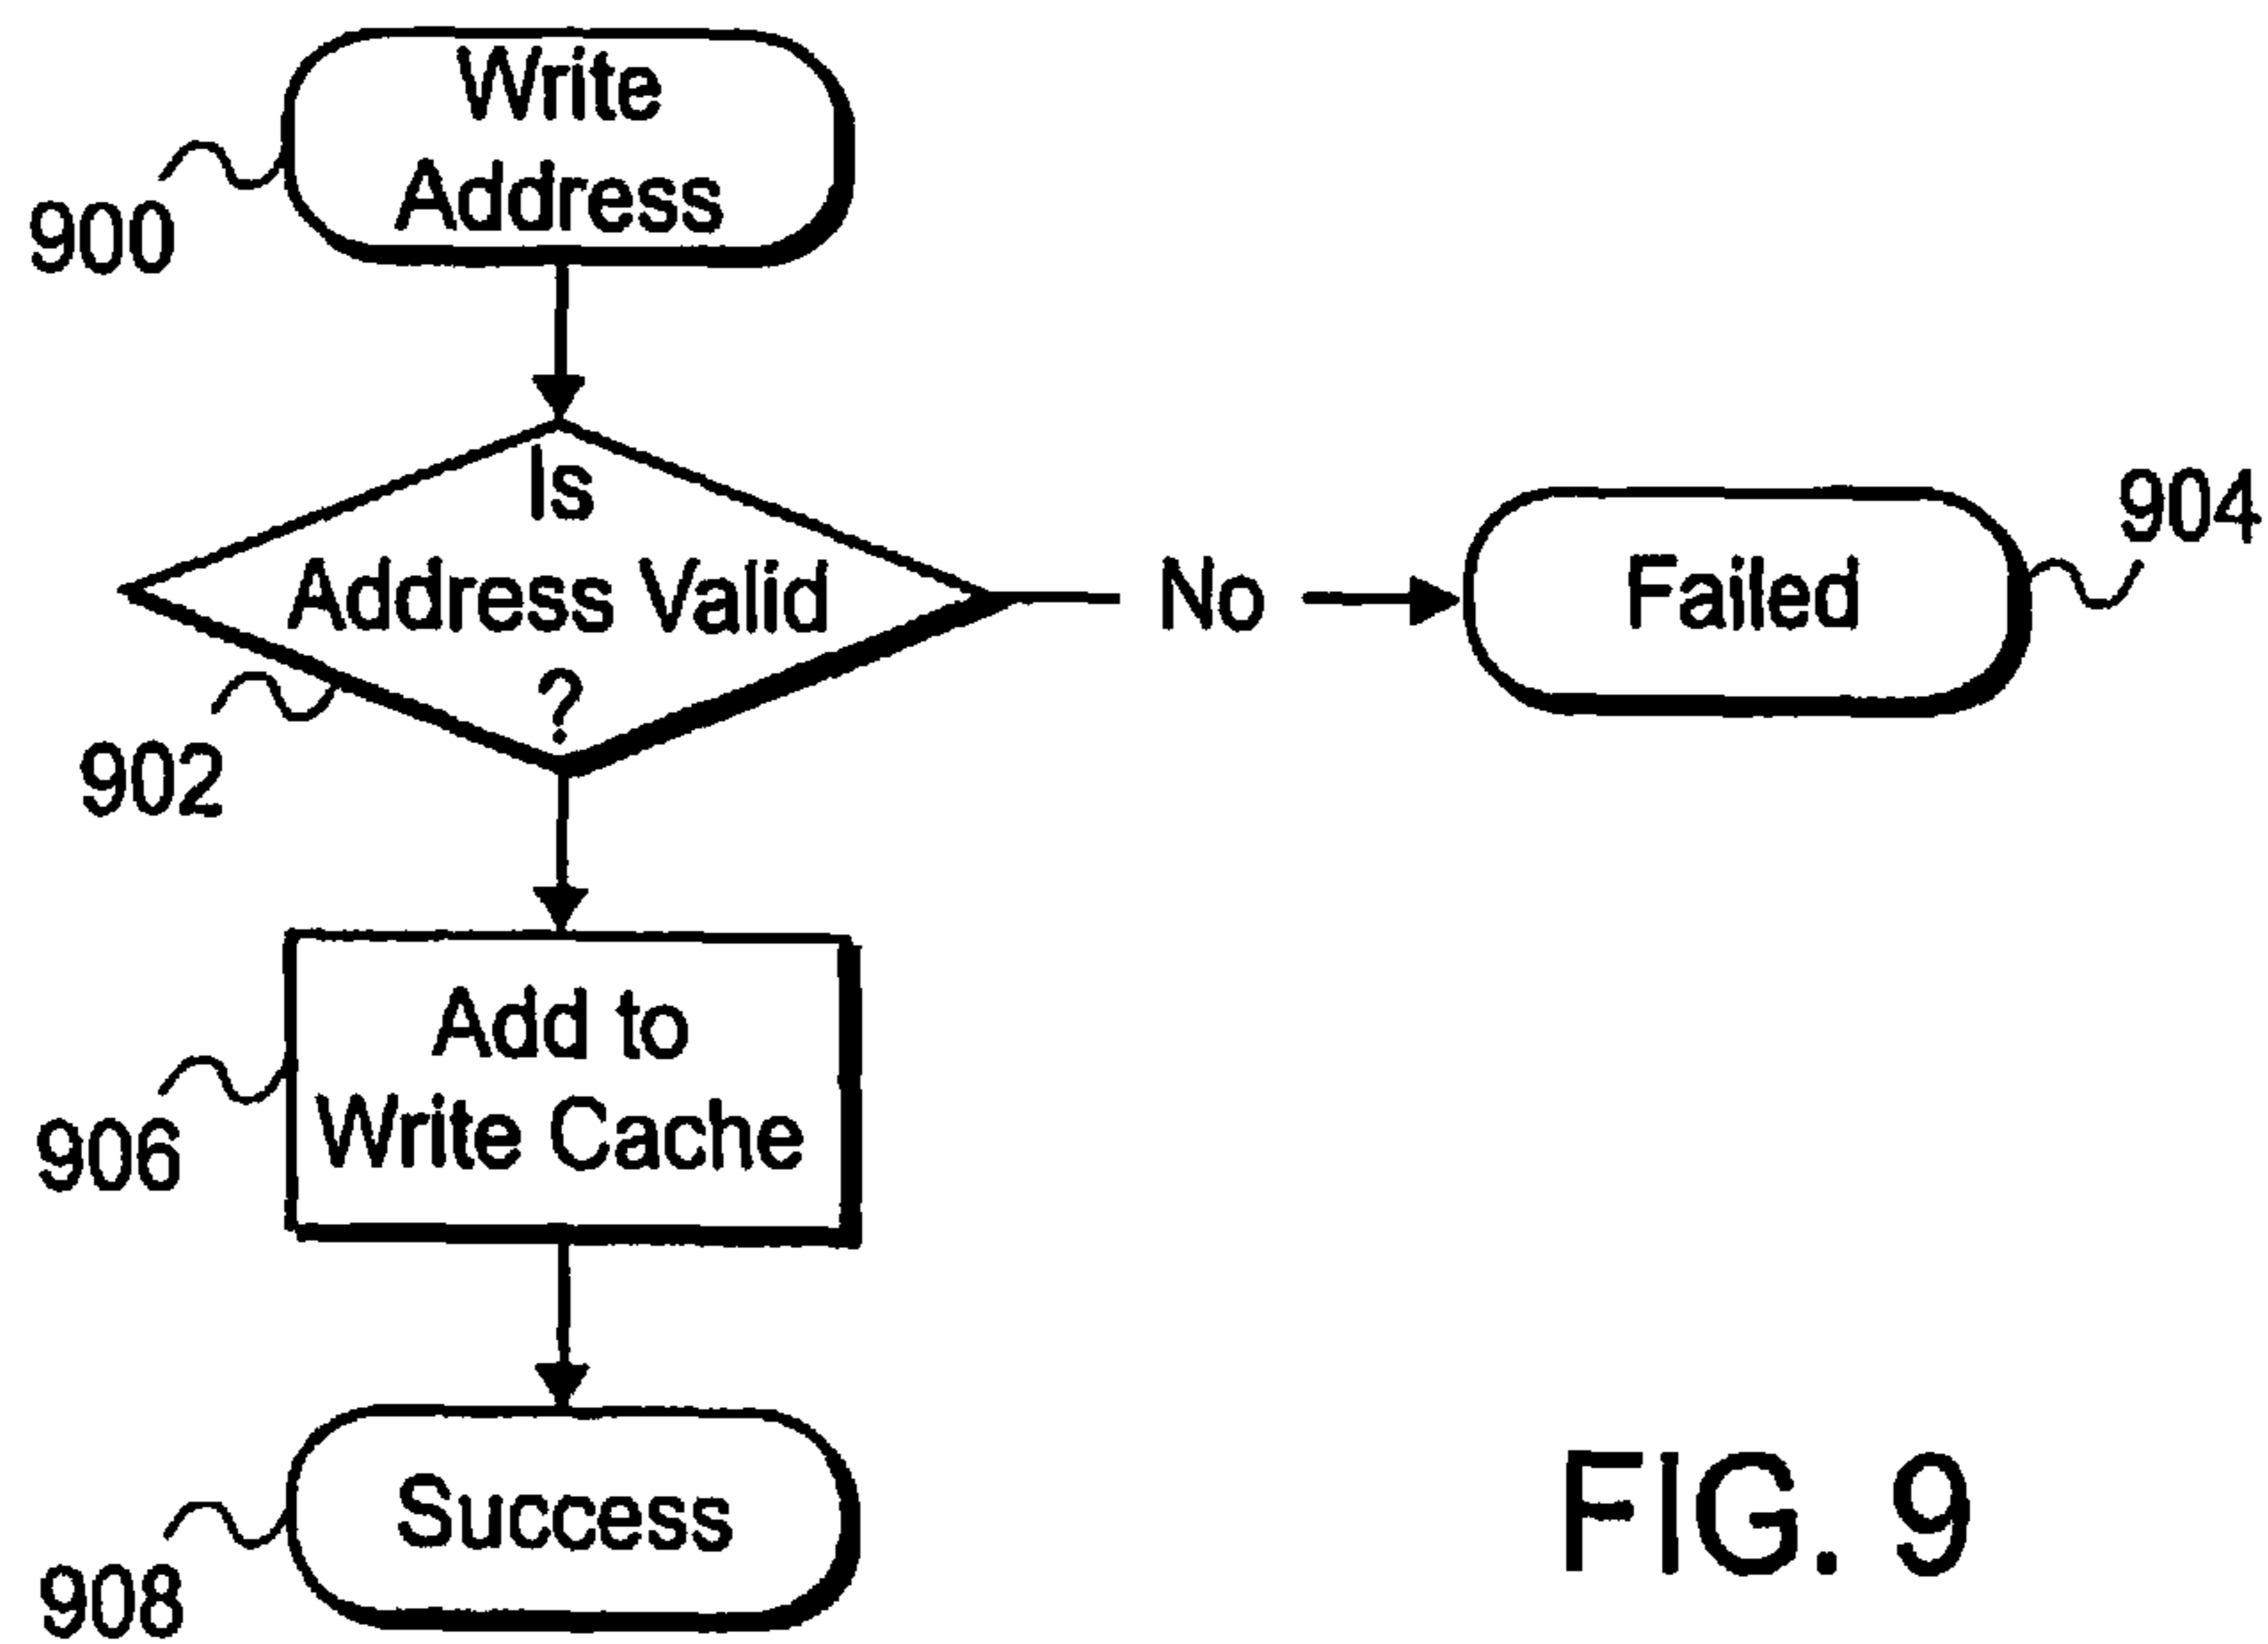 Write
Address
900
Is
Address Valid
?
902
No
Failed
904
Add to
Write Cache
906
Success
908
FIG. 9